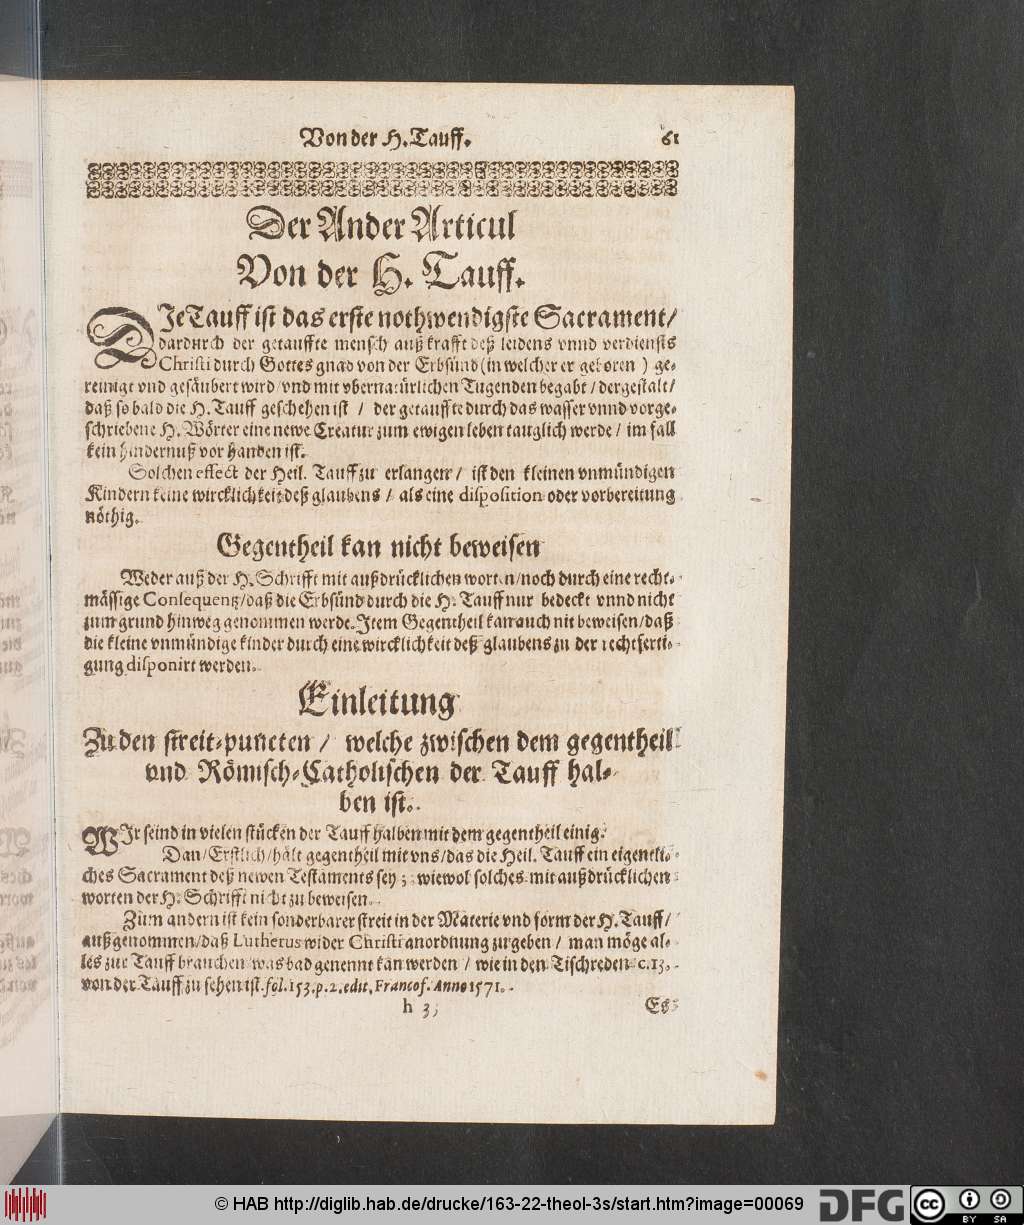 Von der H. Tauff. 61
Der Ander Articul
Von der H. Tauff.
DJe Tauff ist das erste nothwendigste Sacrament/
dardurch der getauffte mensch auß krafft deß leidens vnnd verdiensts
Christi durch Gottes gnad von der Erbsünd (in welcher er geboren ) ge-
reinigt vnd gesäubert wird / vnd mit vbernatürlichen Tugenden begabt / dergestalt /
daß so bald die H. Tauff geschehen ist / der getauffte durch das wasser vnnd vorge-
schriebene H. Wörter eine newe Creatur zum ewigen leben tauglich werde / im fall
kein hindernuß vor handen ist.
Solchen effect der Heil. Tauff zu erlangen / ist den kleinen vnmündigen
Kindern keine wircklichkeit deß glaubens / als eine disposition oder vorbereitung
nöthig.
Gegentheil kan nicht beweisen
Weder auß der H. Schrifft mit außdrücklichen worten / noch durch eine recht-
mässige Consequentz / daß die Erbsünd durch die H. Tauff nur bedeckt vnnd nicht
zum grund hinweg genommen werde. Jtem Gegentheil kan auch nit beweisen / daß
die kleine vnmündige kinder durch eine wircklichkeit deß glaubens zu der rechtferti-
gung disponirt werden.
Einleitung
Zu den streit-puncten / welche zwischen dem gegentheil
vnd Römisch-Catholischen der Tauff hal-
ben ist.
WJr seind in vielen stücken der Tauff halben mit dem gegentheil einig.
Dan / Erstlich / hält gegentheil mit vns / das die Heil. Tauff ein eigentli-
ches Sacrament deß newen Testaments sey ; wiewol solches mit außdrücklichen
worten der H. Schrifft nicht zu beweisen.
Zum andern ist kein sonderbarer streit in der Materie vnd form der H. Tauff /
außgenommen / daß Lutherus wider Christi anordnung zugeben / man möge al-
les zur Tauff brauchen was bad genennt kan werden / wie in den Tischreden c. 13.
von der Tauff zu sehen ist. fol. 153. p. 2. edit. Francof. Anno 1571.
h 3 Es
© HAB http://diglib.hab.de/drucke/163-22-theol-3s/start.htm?image=00069 DFG cc BY SA